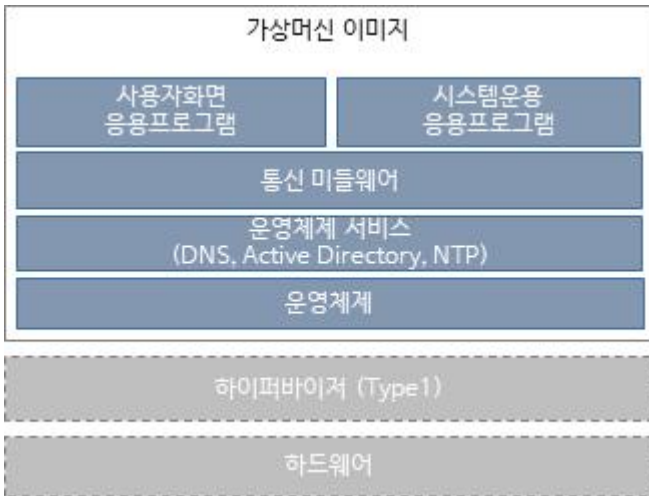 가상머신 이미지
사용자화면
응용프로그램
시스템운용
응용프로그램
통신 미들웨어
운영체제 서비스
(DNS, Active Directory, NTP)
운영체제
하이퍼바이저 (Type1)
하드웨어